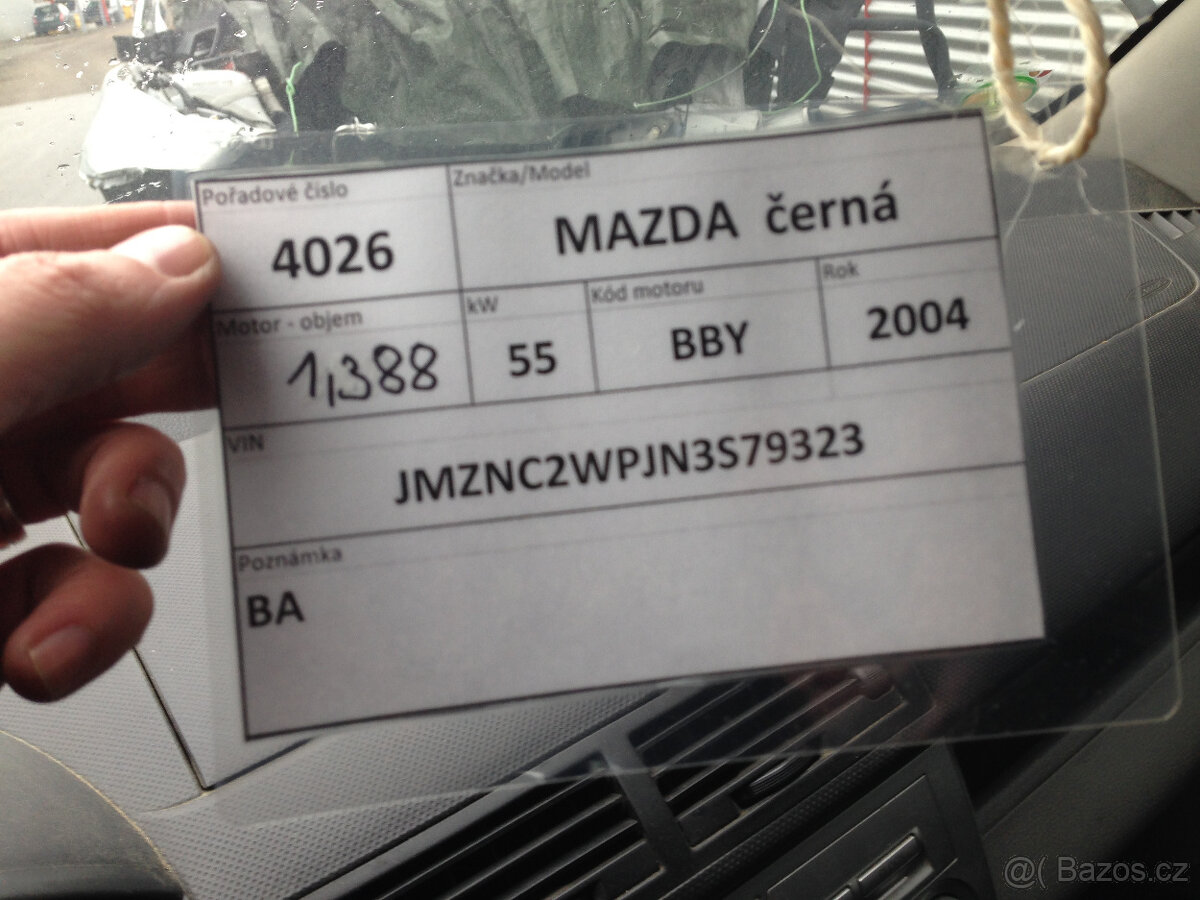 Pořadové číslo
4026
Značka/Model
MAZDA černá
Motor - objem
1,388
kW
55
Kód motoru
BBY
Rok
2004
VIN
JMZNC2WPJN3S79323
Poznámka
BA
@( Bazos.cz